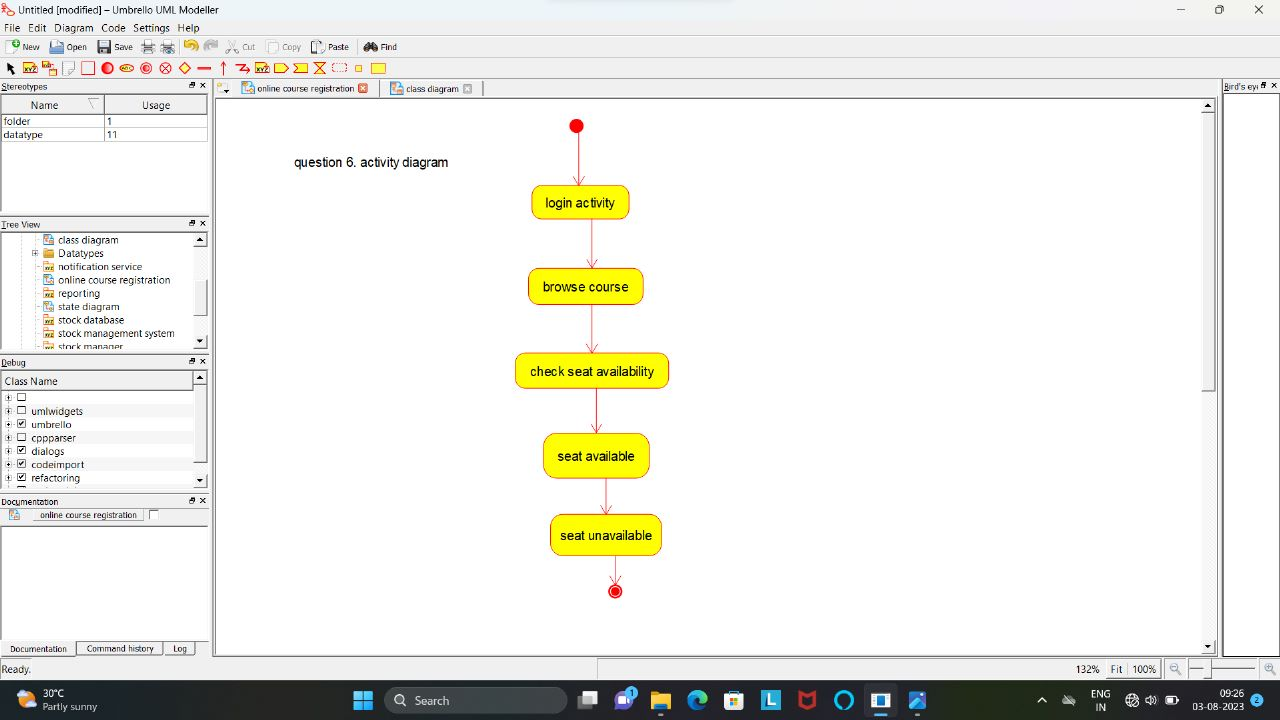 Untitled [modified] – Umbrello UML Modeller
File Edit Diagram Code Settings Help
New Open Save Cut Copy Paste Find
Stereotypes
online course registration
class diagram
Bird's eye
Name Usage
folder 1
datatype 11
question 6. activity diagram
login activity
browse course
check seat availability
seat available
seat unavailable
Tree View
class diagram
Datatypes
notification service
online course registration
reporting
state diagram
stock database
stock management system
stock manager
Debug
Class Name
umlwidgets
umbrello
cppparser
dialogs
codeimport
refactoring
Documentation
online course registration
Documentation Command history Log
Ready.
132% Fit 100%
30°C
Partly sunny
Search
1
ENG
IN
09:26
03-08-2023
2